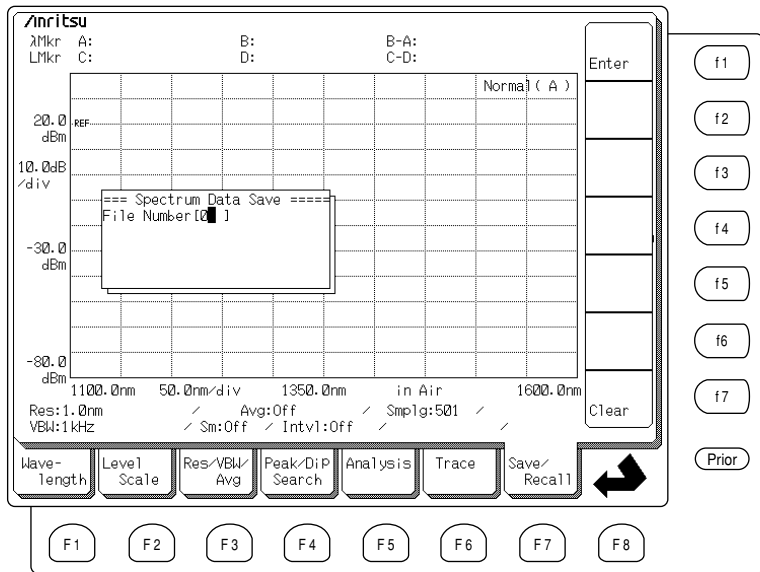 Anritsu
λMkr A: B: B-A:
LMkr C: D: C-D:
Normal ( A )
20.0 REF
dBm
10.0dB
/div
=== Spectrum Data Save =====
File Number[0 ]
-30.0
dBm
-80.0
dBm
1100.0nm 50.0nm/div 1350.0nm in Air 1600.0nm
Res:1.0nm / Avg:Off / Smplg:501 /
VBW:1kHz / Sm:Off / Intvl:Off / /
Enter
Clear
Wave-
length
Level
Scale
Res/VBW/
Avg
Peak/Dip
Search
Analysis
Trace
Save/
Recall
f1
f2
f3
f4
f5
f6
f7
Prior
F1 F2 F3 F4 F5 F6 F7 F8